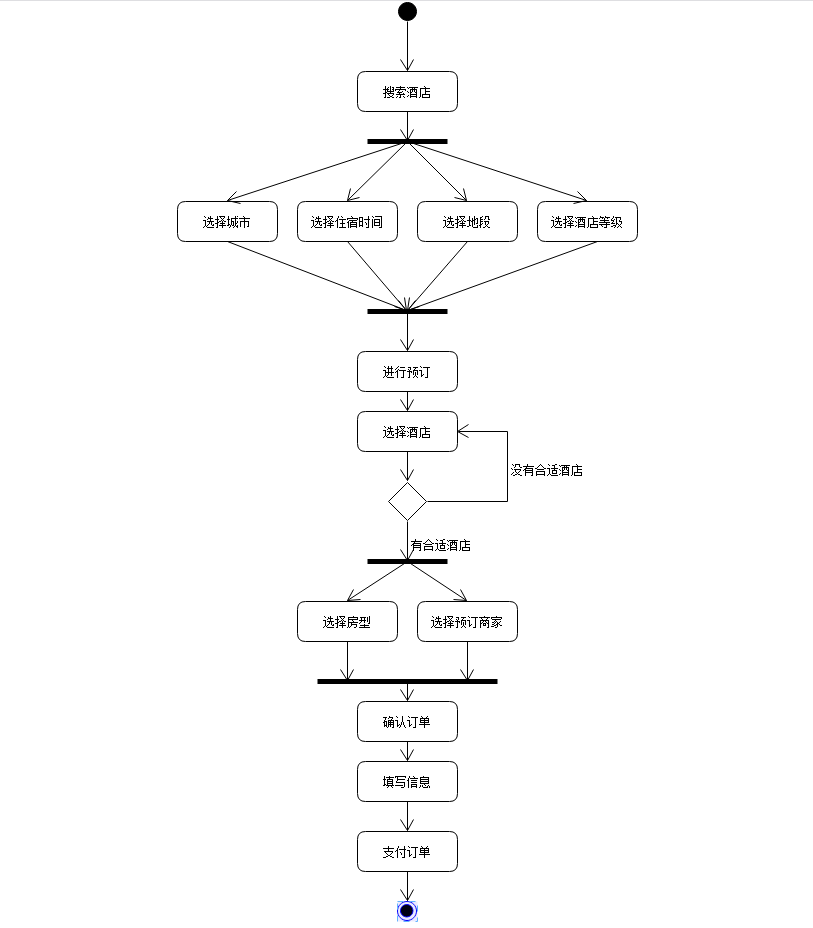 搜索酒店
选择城市
选择住宿时间
选择地段
选择酒店等级
进行预订
选择酒店
没有合适酒店
有合适酒店
选择房型
选择预订商家
确认订单
填写信息
支付订单